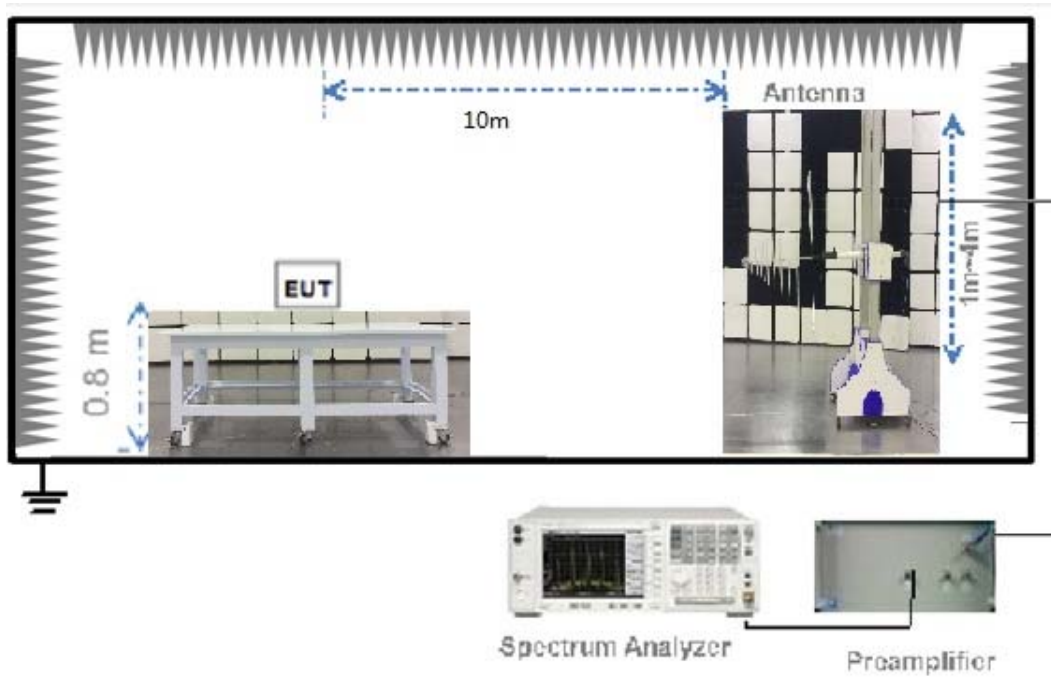 Antenna
10m
1m~4m
EUT
0.8 m
Spectrum Analyzer
Preamplifier